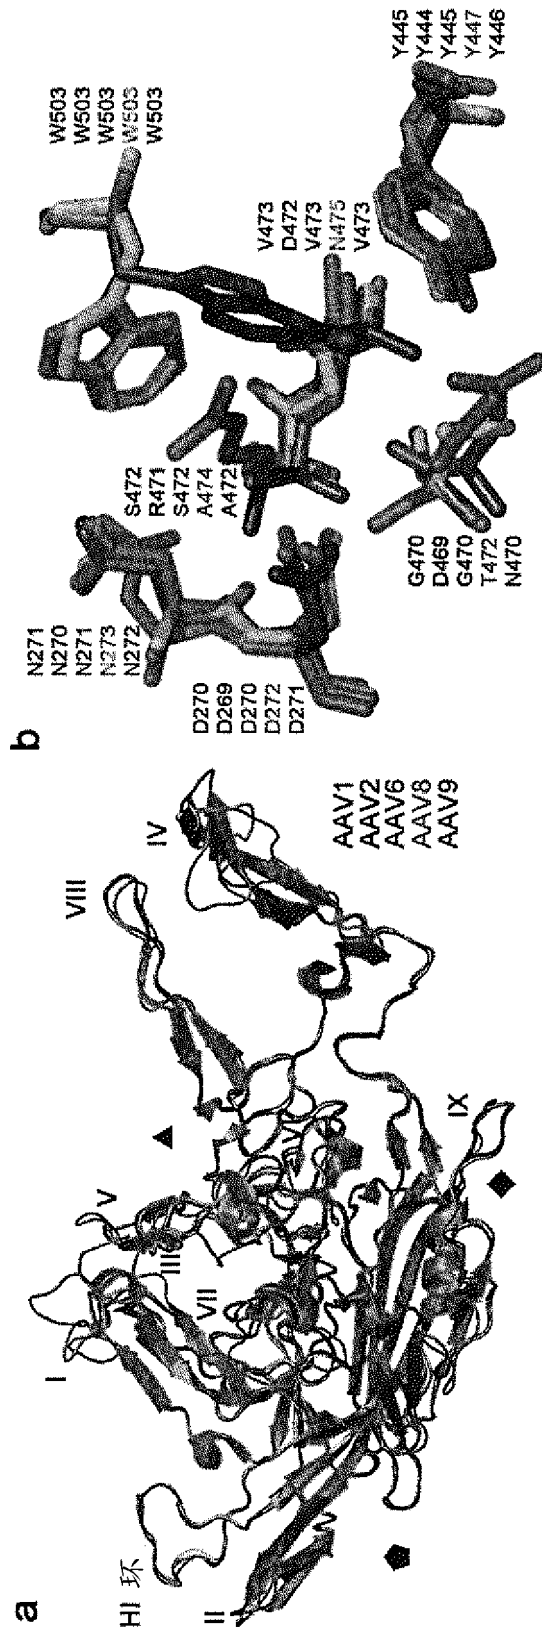 a
HI 环
II
I
III
V
VII
VIII
IV
IX
AAV1
AAV2
AAV6
AAV8
AAV9
b
N271
N270
N271
N273
N272
D270
D269
D270
D272
D271
S472
R471
S472
A474
A472
W503
W503
W503
W503
W503
V473
D472
V473
N475
V473
G470
D469
G470
T472
N470
Y445
Y444
Y445
Y447
Y446